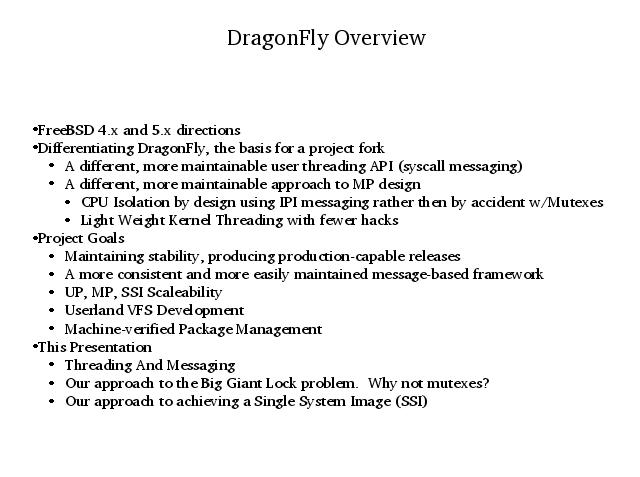 DragonFly Overview
•FreeBSD 4.x and 5.x directions
•Differentiating DragonFly, the basis for a project fork
• A different, more maintainable user threading API (syscall messaging)
• A different, more maintainable approach to MP design
• CPU Isolation by design using IPI messaging rather then by accident w/Mutexes
• Light Weight Kernel Threading with fewer hacks
•Project Goals
• Maintaining stability, producing production-capable releases
• A more consistent and more easily maintained message-based framework
• UP, MP, SSI Scaleability
• Userland VFS Development
• Machine-verified Package Management
•This Presentation
• Threading And Messaging
• Our approach to the Big Giant Lock problem.  Why not mutexes?
• Our approach to achieving a Single System Image (SSI)